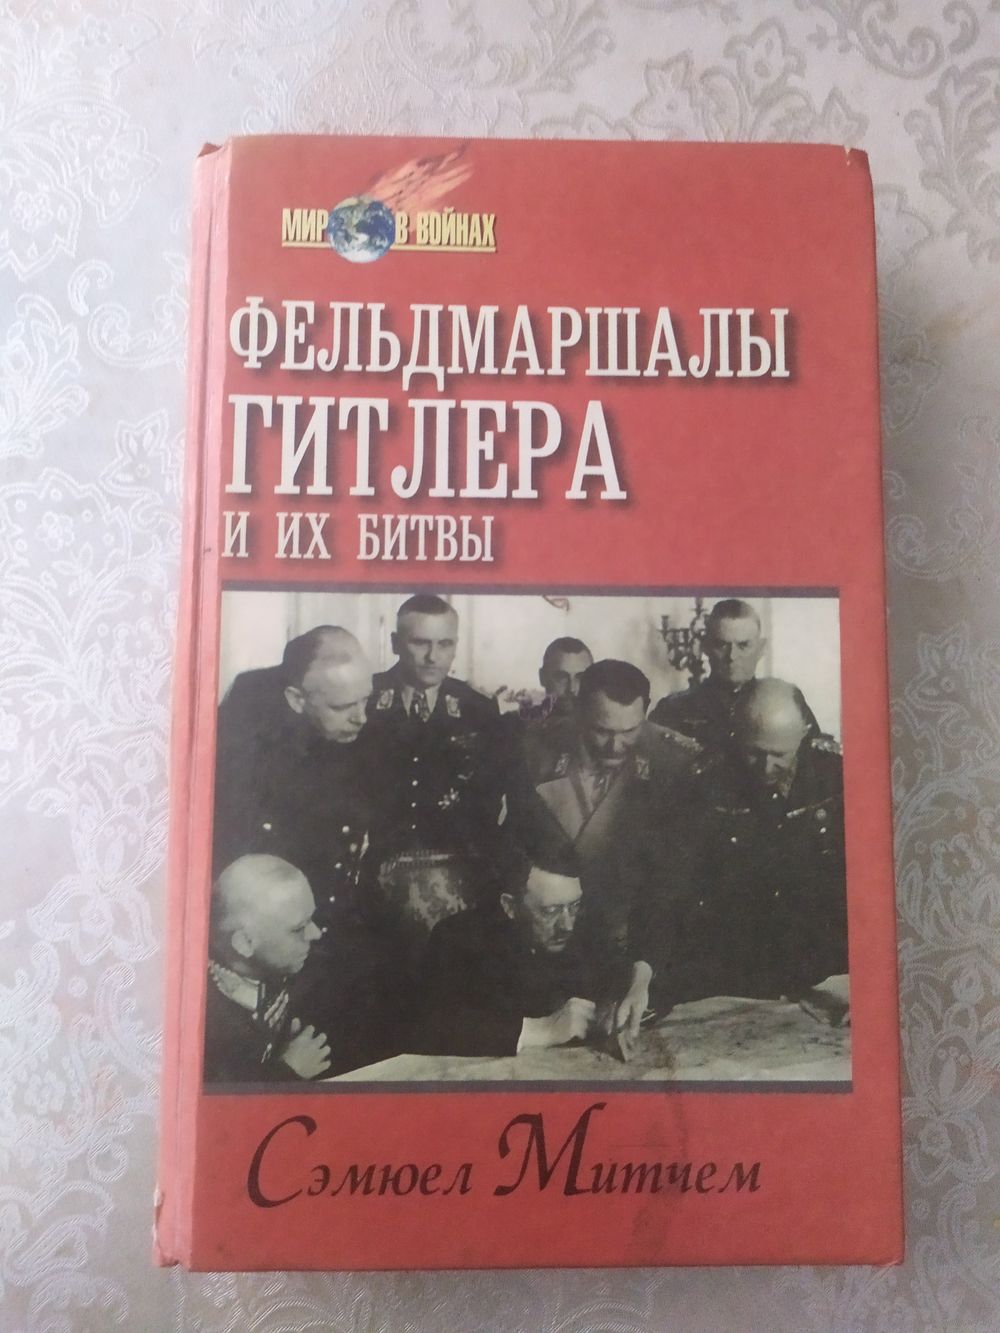 МИР В ВОЙНАХ
ФЕЛЬДМАРШАЛЫ
ГИТЛЕРА
И ИХ БИТВЫ
Сэмюел Митчем